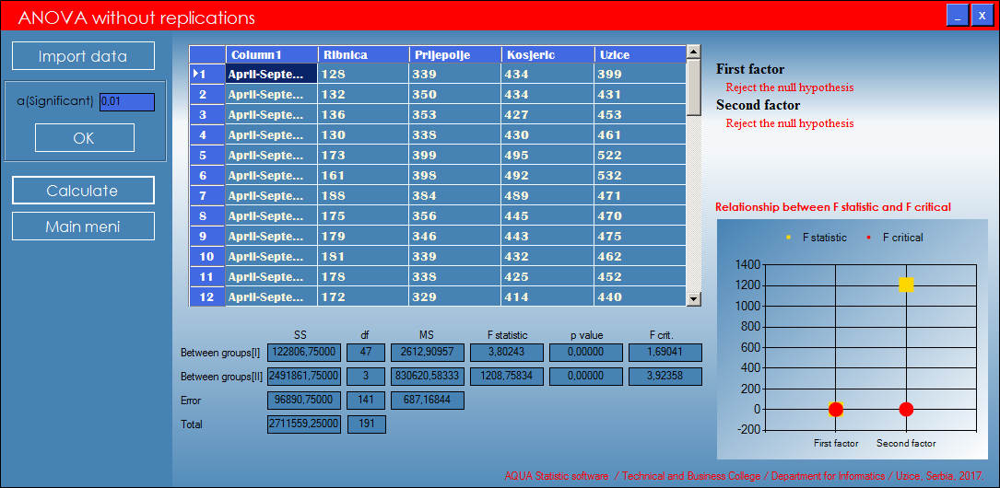 ANOVA without replications
_ X
Import data
a(Significant) 0,01
OK
Calculate
Main meni
Column1 Ribnica Prijepolje Kosjeric Uzice
1 April-Septe... 128 339 434 399
2 April-Septe... 132 350 434 431
3 April-Septe... 136 353 427 453
4 April-Septe... 130 338 430 461
5 April-Septe... 173 399 495 522
6 April-Septe... 161 398 492 532
7 April-Septe... 188 384 489 471
8 April-Septe... 175 356 445 470
9 April-Septe... 179 346 443 475
10 April-Septe... 181 339 432 462
11 April-Septe... 178 338 425 452
12 April-Septe... 172 329 414 440
First factor
Reject the null hypothesis
Second factor
Reject the null hypothesis
Relationship between F statistic and F critical
F statistic F critical
1400
1200
1000
800
600
400
200
0
-200
First factor Second factor
SS df MS F statistic p value F crit.
Between groups[I] 122806,75000 47 2612,90957 3,80243 0,00000 1,69041
Between groups[II] 2491861,75000 3 830620,58333 1208,75834 0,00000 3,92358
Error 96890,75000 141 687,16844
Total 2711559,25000 191
AQUA Statistic software / Technical and Business College / Department for Informatics / Uzice, Serbia, 2017.